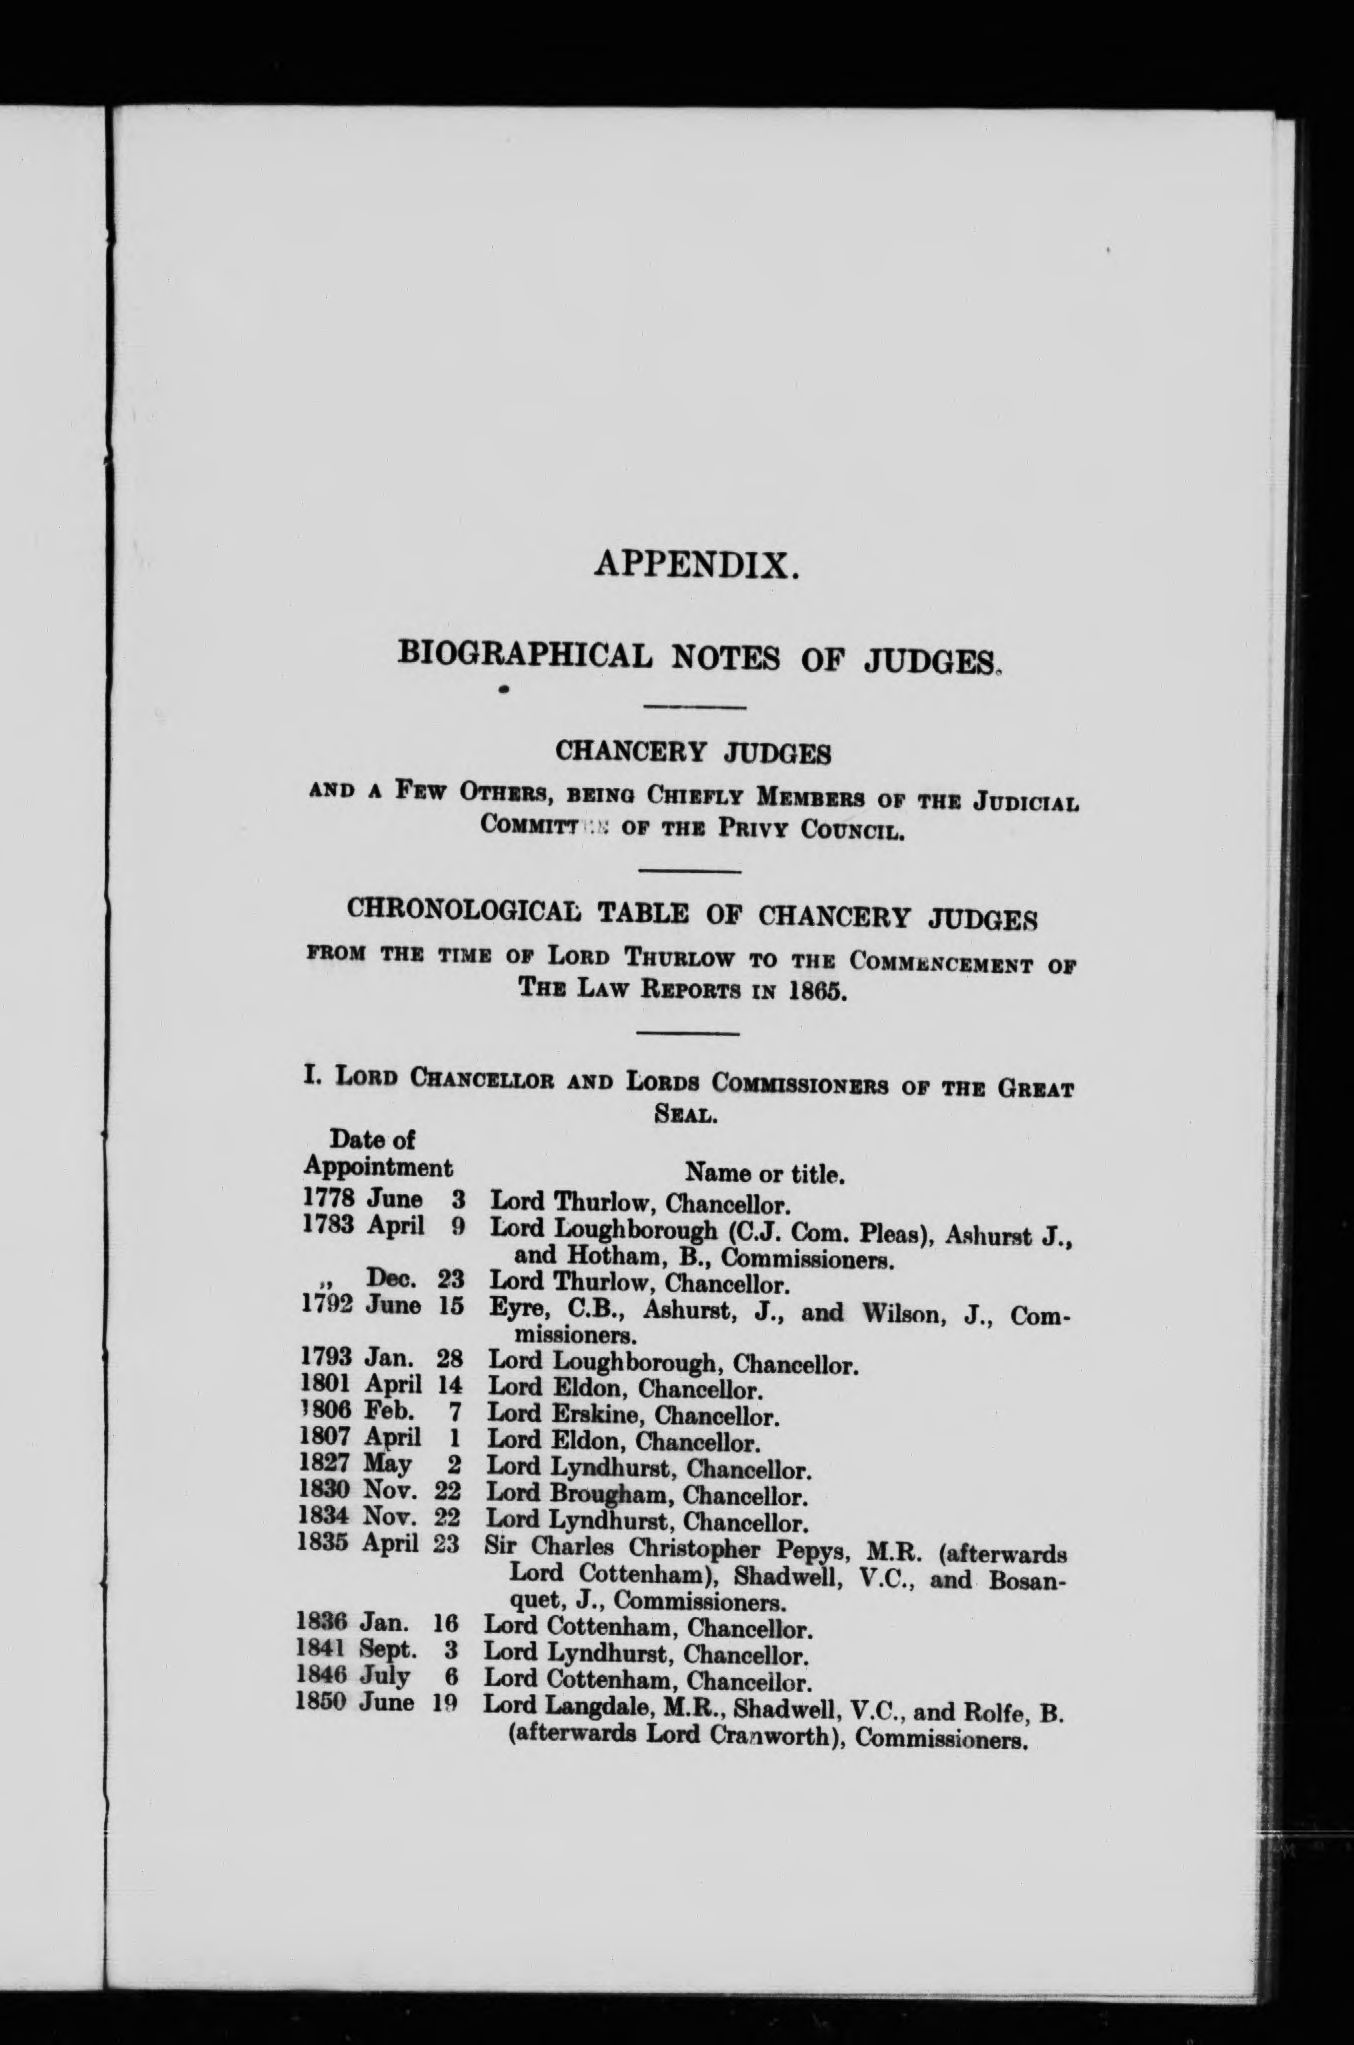 APPENDIX.
BIOGRAPHICAL NOTES OF JUDGES.
CHANCERY JUDGES
AND A FEW OTHERS, BEING CHIEFLY MEMBERS OF THE JUDICIAL
COMMITTEE OF THE PRIVY COUNCIL.
CHRONOLOGICAL TABLE OF CHANCERY JUDGES
FROM THE TIME OF LORD THURLOW TO THE COMMENCEMENT OF
THE LAW REPORTS IN 1865.
I. LORD CHANCELLOR AND LORDS COMMISSIONERS OF THE GREAT
SEAL.
Date of
Appointment Name or title.
1778 June 3 Lord Thurlow, Chancellor.
1783 April 9 Lord Loughborough (C.J. Com. Pleas), Ashurst J.,
and Hotham, B., Commissioners.
„ Dec. 23 Lord Thurlow, Chancellor.
1792 June 15 Eyre, C.B., Ashurst, J., and Wilson, J., Com-
missioners.
1793 Jan. 28 Lord Loughborough, Chancellor.
1801 April 14 Lord Eldon, Chancellor.
1806 Feb. 7 Lord Erskine, Chancellor.
1807 April 1 Lord Eldon, Chancellor.
1827 May 2 Lord Lyndhurst, Chancellor.
1830 Nov. 22 Lord Brougham, Chancellor.
1834 Nov. 22 Lord Lyndhurst, Chancellor.
1835 April 23 Sir Charles Christopher Pepys, M.R. (afterwards
Lord Cottenham), Shadwell, V.C., and Bosan-
quet, J., Commissioners.
1836 Jan. 16 Lord Cottenham, Chancellor.
1841 Sept. 3 Lord Lyndhurst, Chancellor.
1846 July 6 Lord Cottenham, Chancellor.
1850 June 19 Lord Langdale, M.R., Shadwell, V.C., and Rolfe, B.
(afterwards Lord Cranworth), Commissioners.